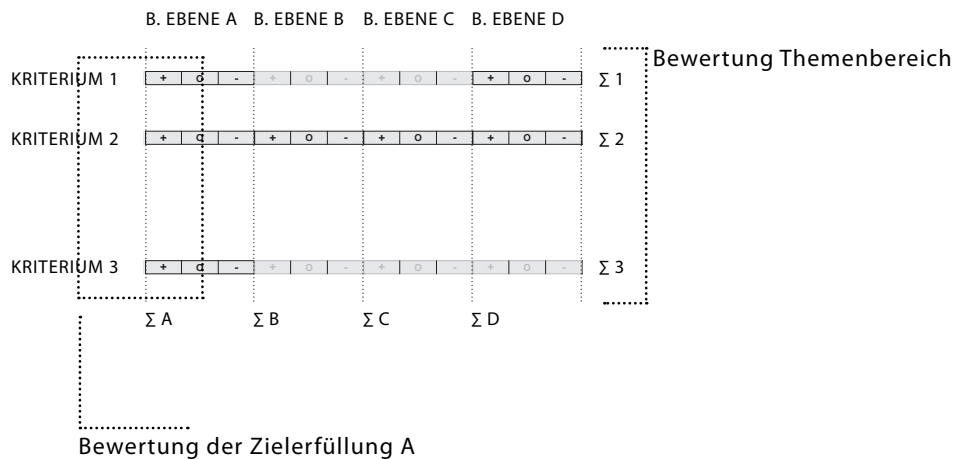 B. EBENE A B. EBENE B B. EBENE C B. EBENE D
Bewertung Themenbereich
KRITERIUM 1 + O - + O - + O - + O - ∑ 1
KRITERIUM 2 + O - + O - + O - + O - ∑ 2
KRITERIUM 3 + O - + O - + O - + O - ∑ 3
∑ A ∑ B ∑ C ∑ D
Bewertung der Zielerfüllung A